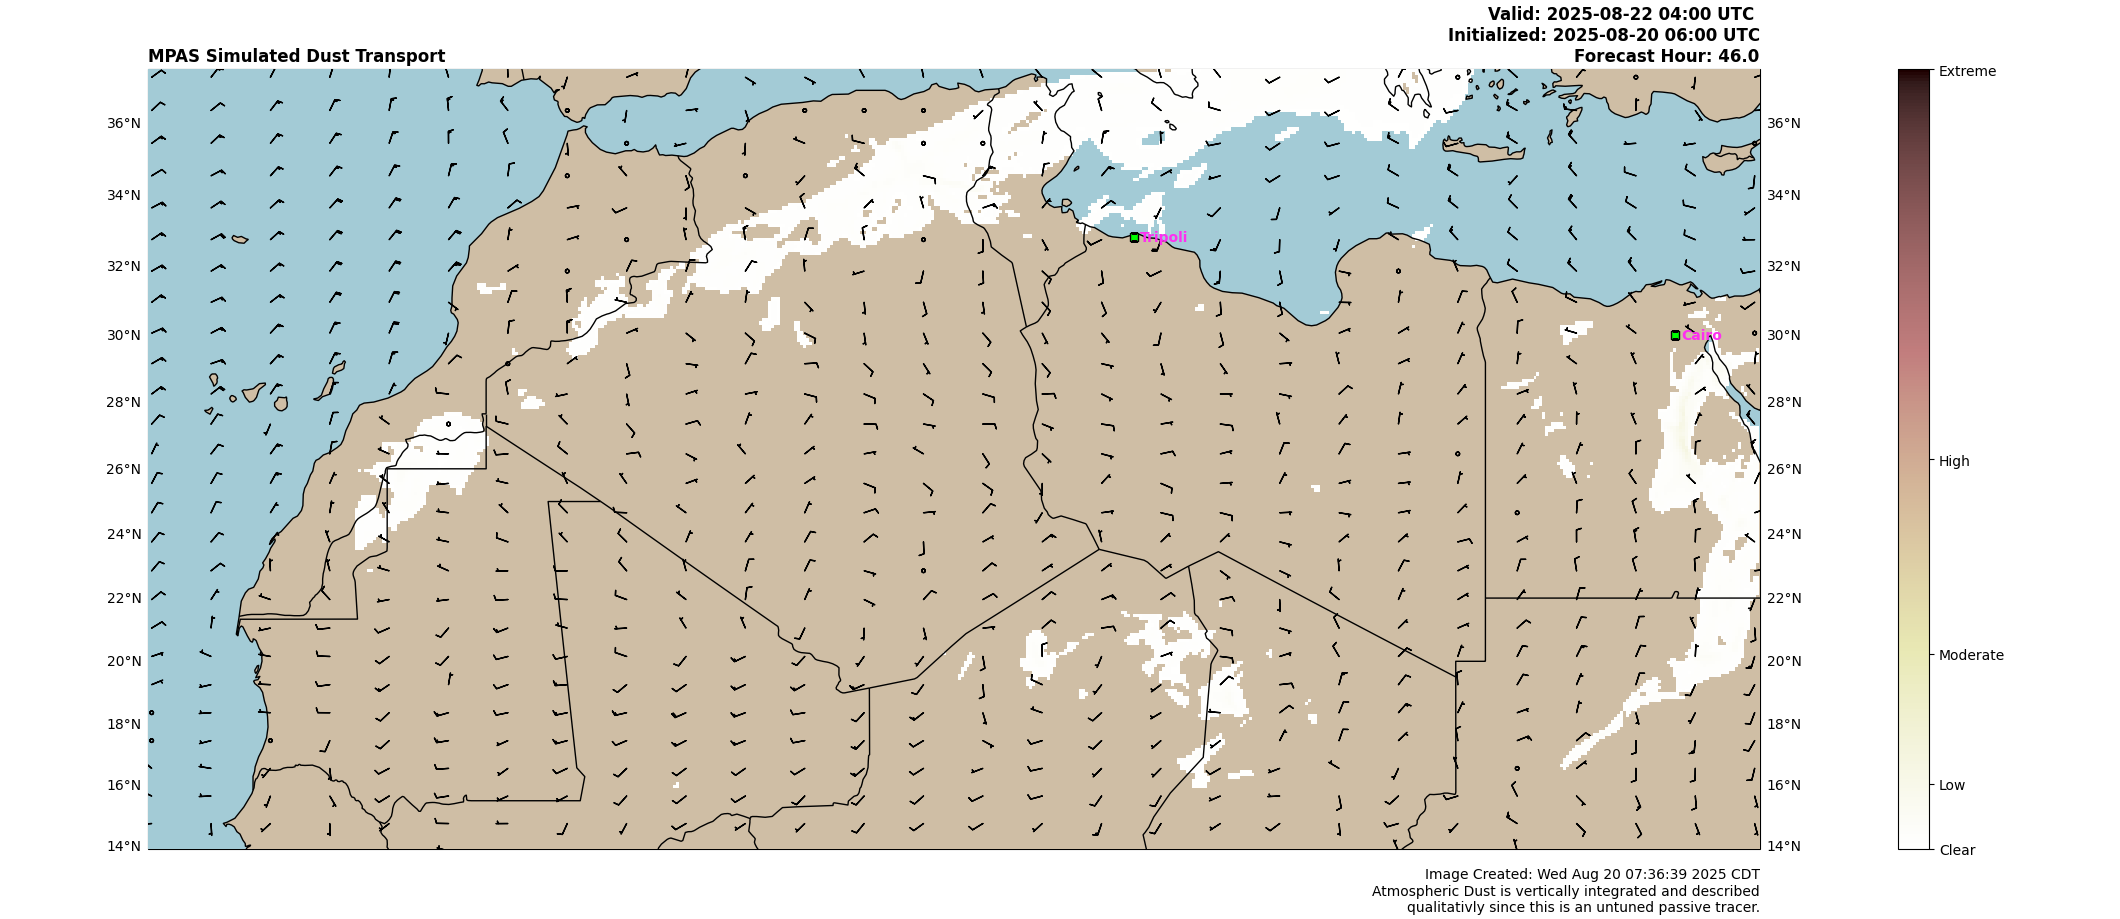 Valid: 2025-08-22 04:00 UTC
Initialized: 2025-08-20 06:00 UTC
MPAS Simulated Dust Transport
Forecast Hour: 46.0
Extreme
36°N
36°N
34°N
34°N
Tripoli
32°N
32°N
30°N
Cairo
30°N
28°N
28°N
26°N
26°N
High
24°N
24°N
22°N
22°N
20°N
20°N
Moderate
18°N
18°N
16°N
16°N
Low
14°N
14°N
Clear
Image Created: Wed Aug 20 07:36:39 2025 CDT
Atmospheric Dust is vertically integrated and described
qualitativly since this is an untuned passive tracer.